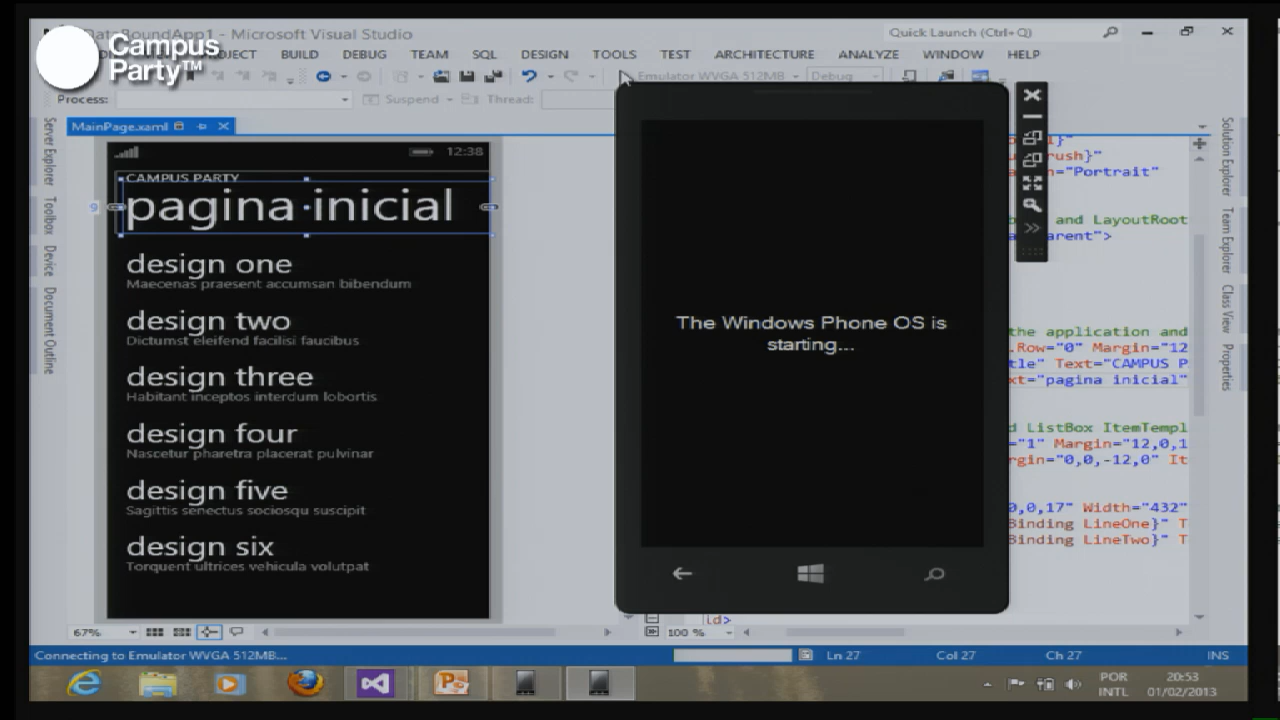 Campus
Party™
BoundApp1 - Microsoft Visual Studio
Quick Launch (Ctrl+Q)
BUILD DEBUG TEAM SQL DESIGN TOOLS TEST ARCHITECTURE ANALYZE WINDOW HELP
Emulator WVGA 512MB Debug
Process: Suspend Thread:
MainPage.xaml
Server Explorer
Toolbox
Device
Document Outline
12:38
CAMPUS PARTY
pagina inicial
design one
Maecenas praesent accumsan bibendum
design two
Dictumst eleifend facilisi faucibus
design three
Habitant inceptos interdum lobortis
design four
Nascetur pharetra placerat pulvinar
design five
Sagittis senectus sociosqu suscipit
design six
Torquent ultrices vehicula volutpat
67%
The Windows Phone OS is
starting...
rush}"
"Portrait"
and LayoutRoot
arent">
the application and
.Row="0" Margin="12
tle" Text="CAMPUS P
xt="pagina inicial"
d ListBox ItemTempl
="1" Margin="12,0,1
rgin="0,0,-12,0" It
0,0,17" Width="432"
Binding LineOne}" T
Binding LineTwo}" T
ld>
100 %
Solution Explorer
Team Explorer
Class View
Properties
Connecting to Emulator WVGA 512MB...
Ln 27 Col 27 Ch 27 INS
POR
INTL
20:53
01/02/2013